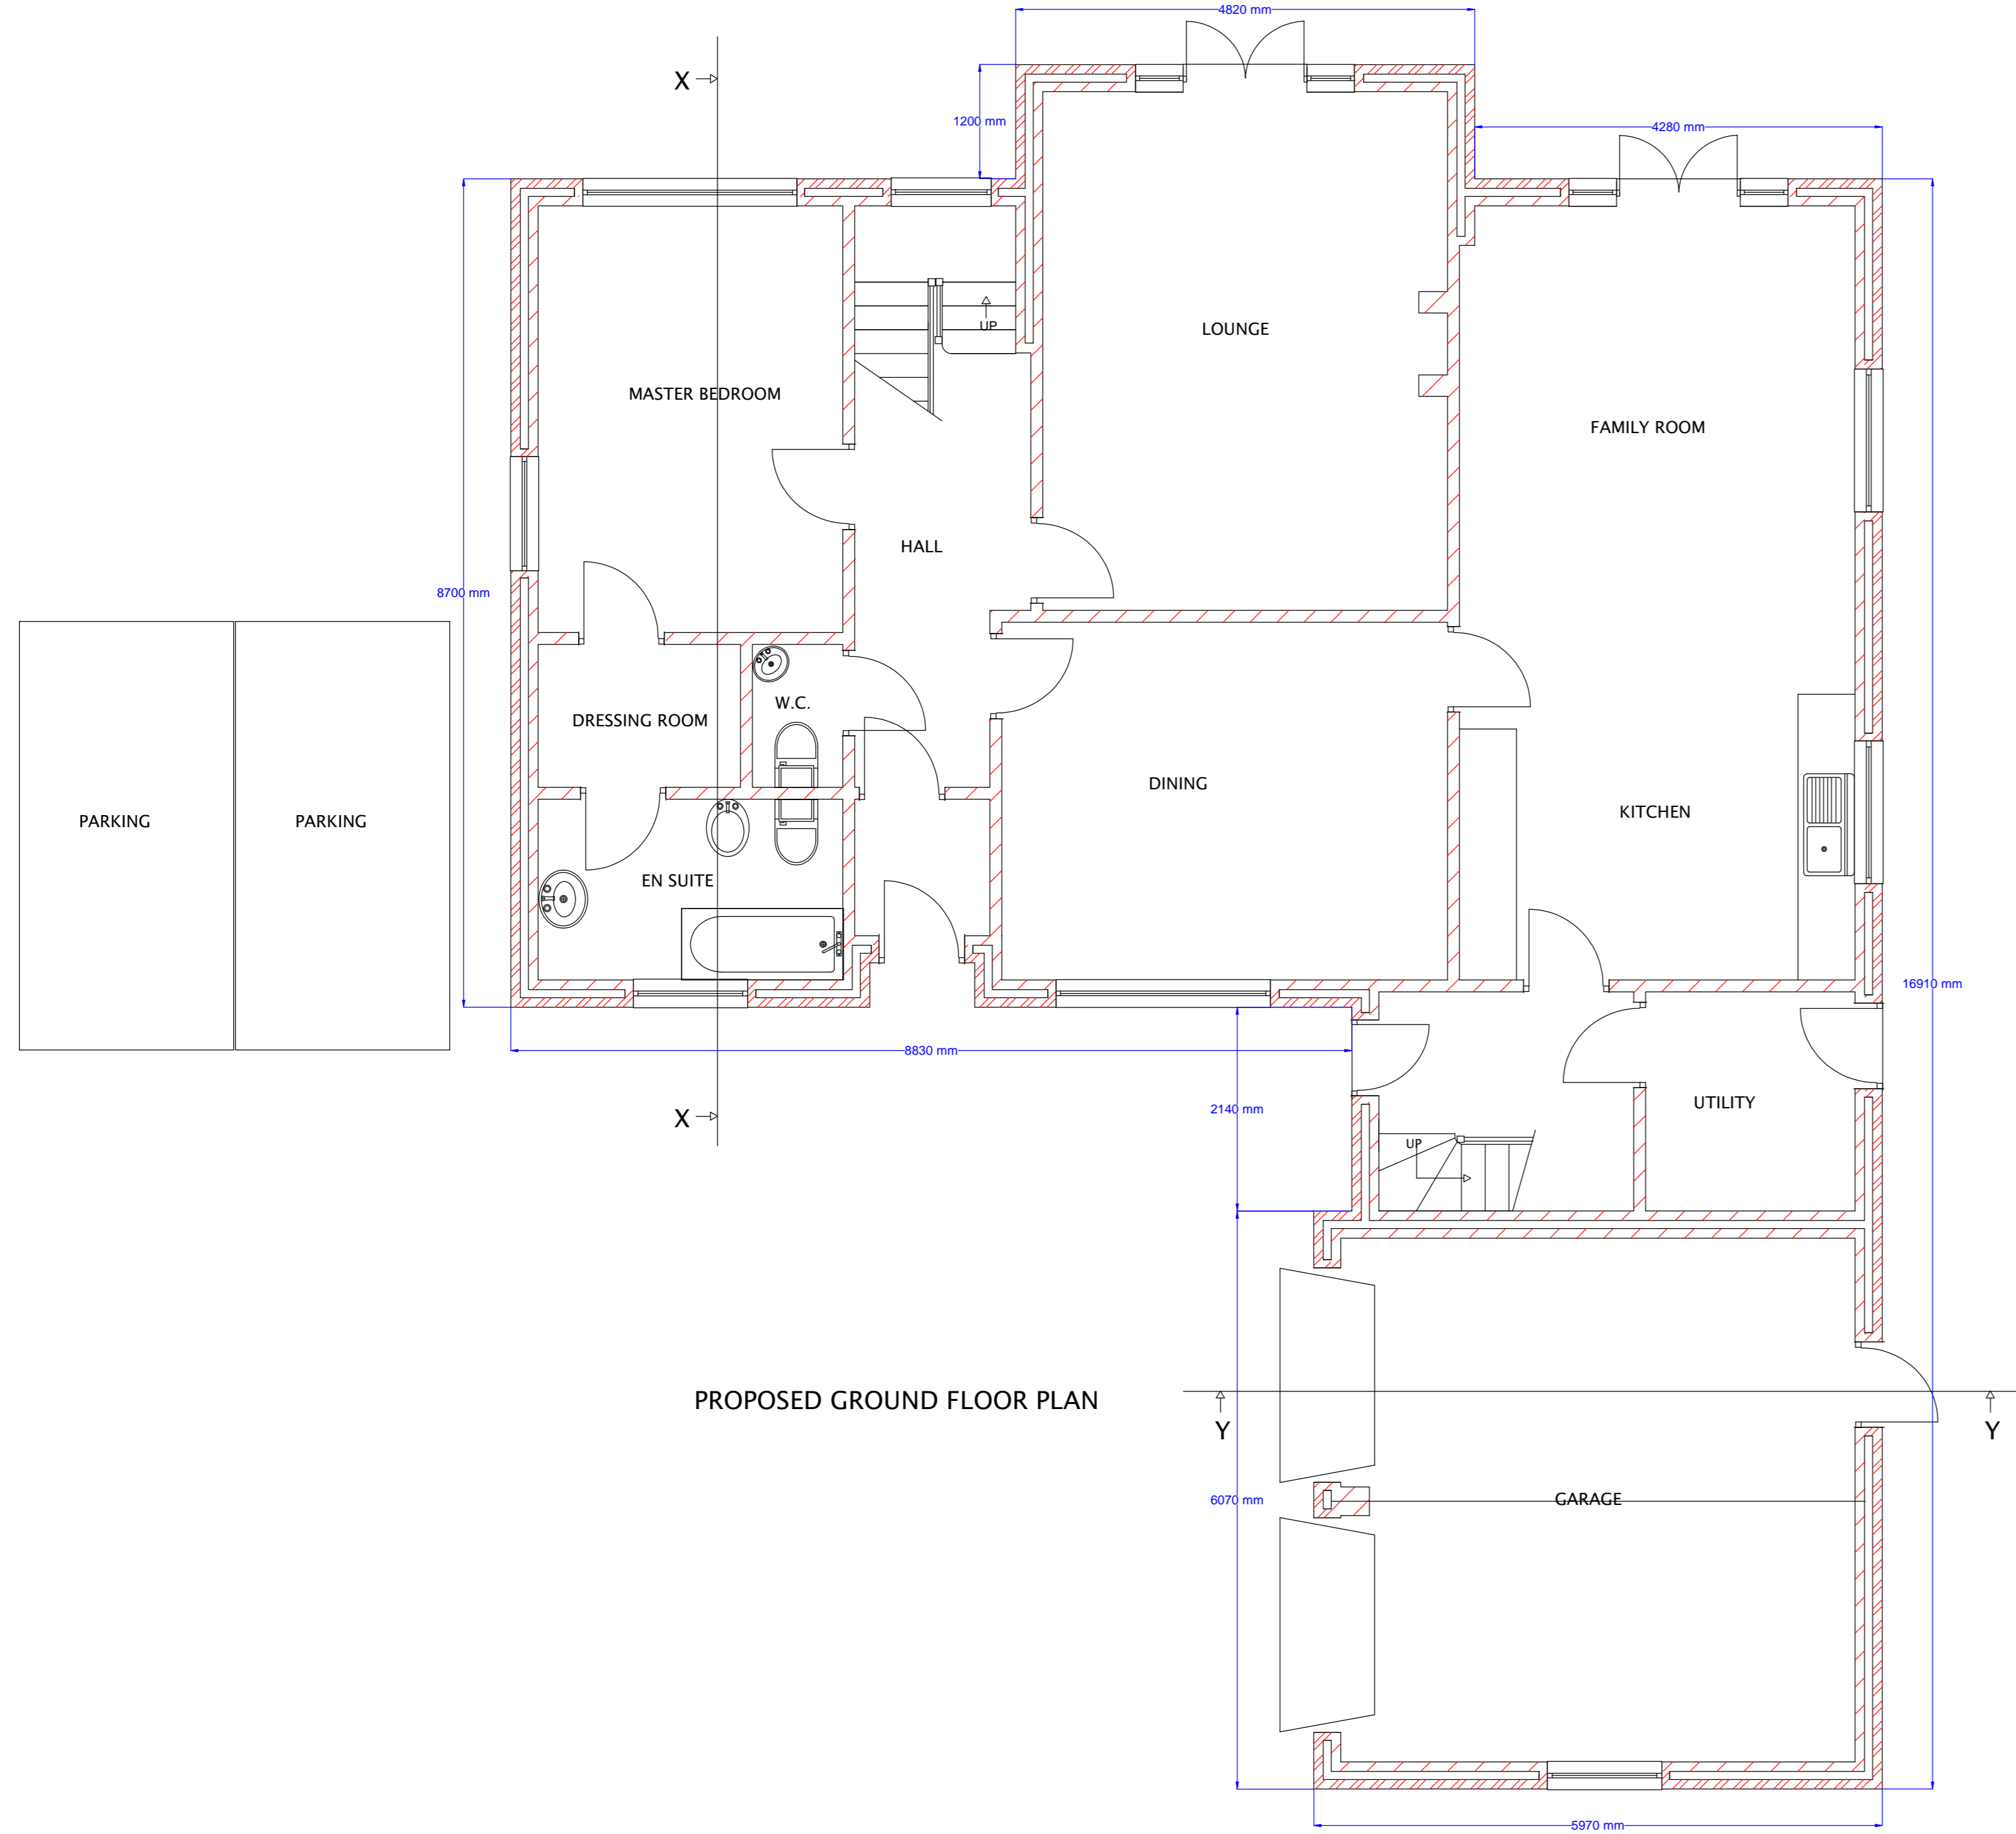 4820 mm
X
1200 mm
4280 mm
UP
LOUNGE
MASTER BEDROOM
FAMILY ROOM
HALL
8700 mm
W.C.
DRESSING ROOM
DINING
PARKING
PARKING
KITCHEN
EN SUITE
16910 mm
8830 mm
2140 mm
UTILITY
X
UP
PROPOSED GROUND FLOOR PLAN
Y
Y
6070 mm
GARAGE
5970 mm